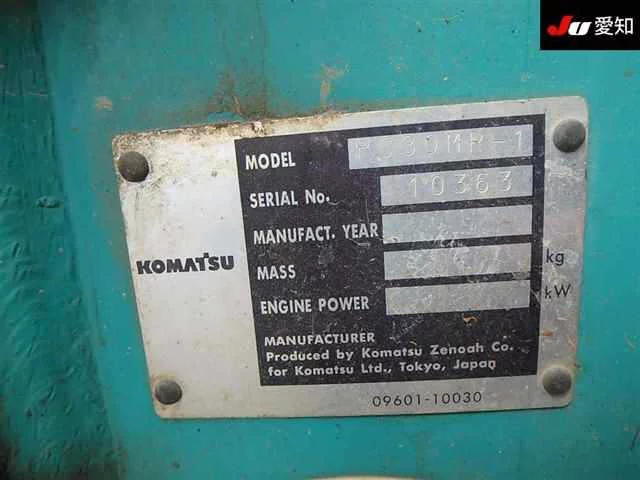 JU 愛知
MODEL PC30MR-1
SERIAL No. 10363
MANUFACT. YEAR
MASS kg
KOMATSU
ENGINE POWER kW
MANUFACTURER
Produced by Komatsu Zenoah Co.
for Komatsu Ltd., Tokyo, Japan
09601-10030